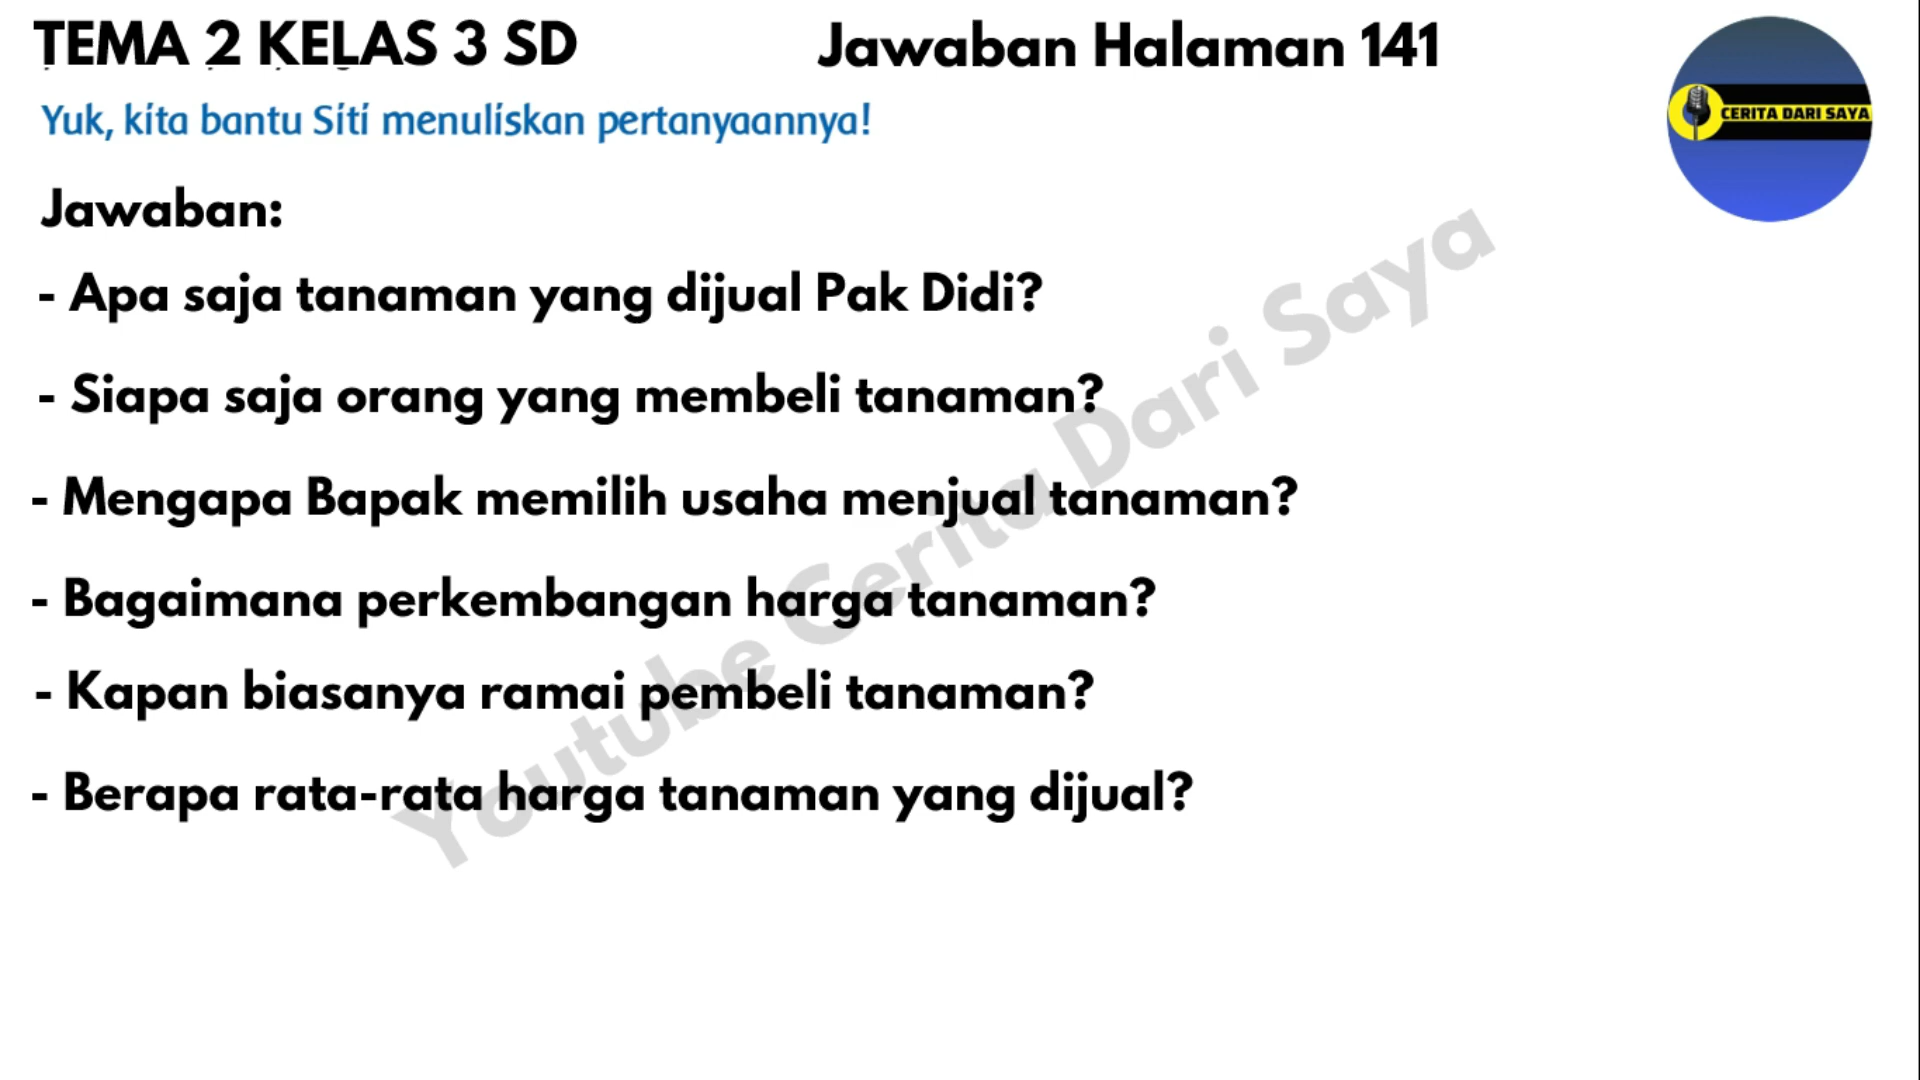 TEMA 2 KELAS 3 SD
Jawaban Halaman 141
CERITA DARI SAYA
Yuk, kita bantu Siti menuliskan pertanyaannya!
Jawaban:
- Apa saja tanaman yang dijual Pak Didi?
- Siapa saja orang yang membeli tanaman?
- Mengapa Bapak memilih usaha menjual tanaman?
- Bagaimana perkembangan harga tanaman?
- Kapan biasanya ramai pembeli tanaman?
- Berapa rata-rata harga tanaman yang dijual?
Youtube Cerita Dari Saya